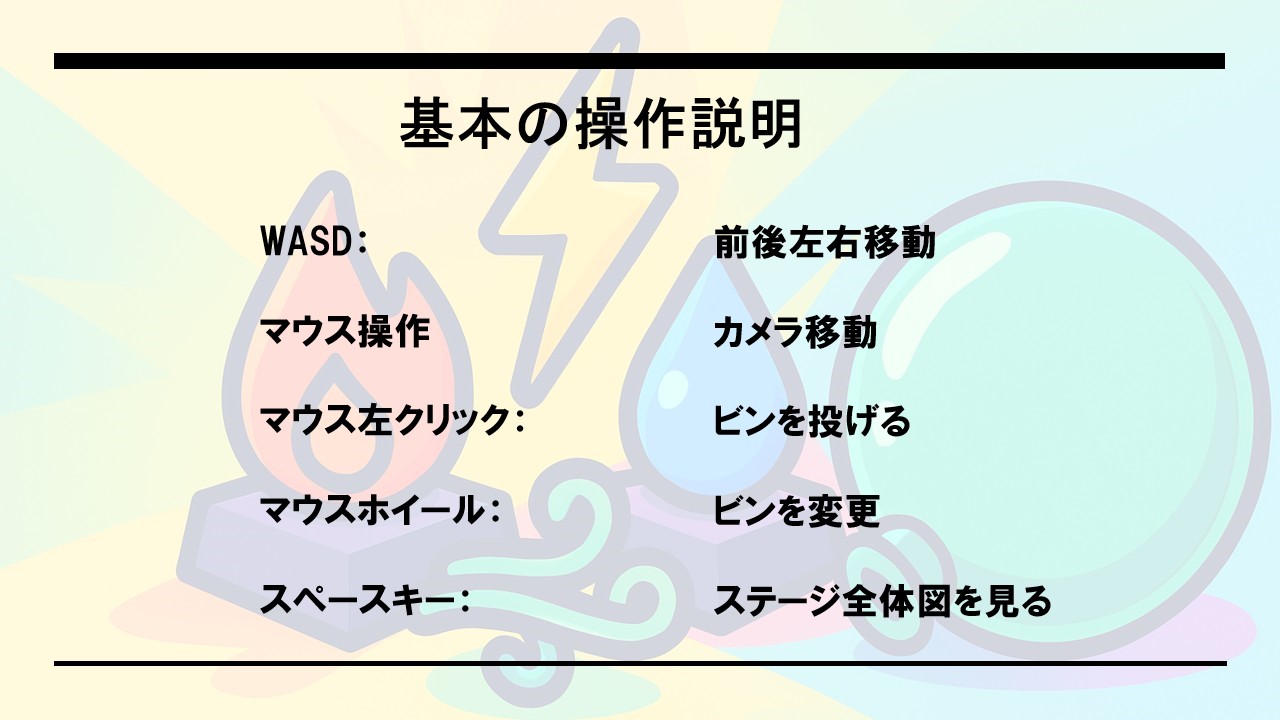 基本の操作説明
WASD： 前後左右移動
マウス操作 カメラ移動
マウス左クリック： ビンを投げる
マウスホイール： ビンを変更
スペースキー： ステージ全体図を見る